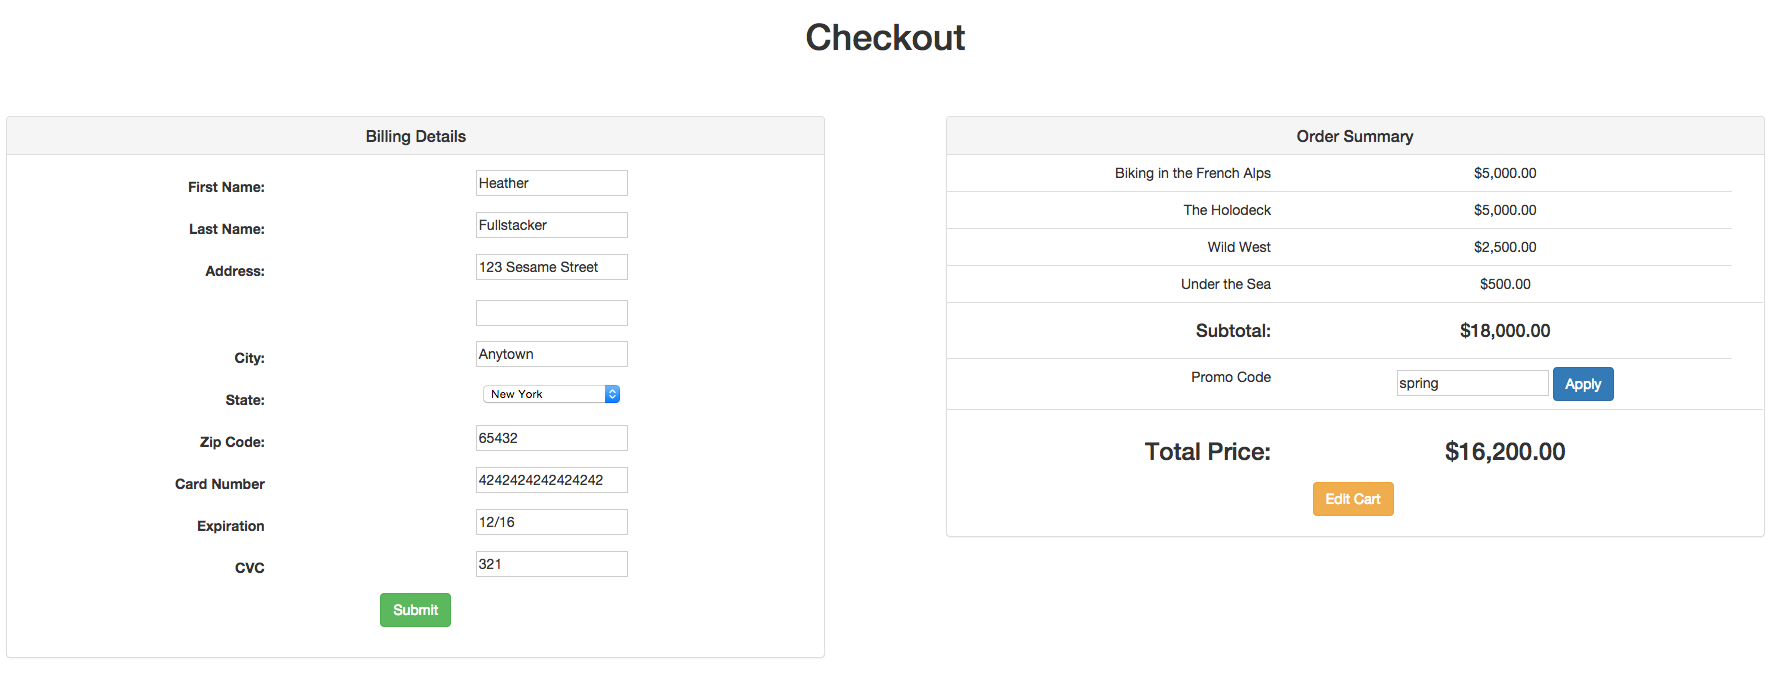 Checkout
Billing Details
First Name: Heather
Last Name: Fullstacker
Address: 123 Sesame Street
City: Anytown
State: New York
Zip Code: 65432
Card Number 4242424242424242
Expiration 12/16
CVC 321
Submit
Order Summary
Biking in the French Alps $5,000.00
The Holodeck $5,000.00
Wild West $2,500.00
Under the Sea $500.00
Subtotal: $18,000.00
Promo Code spring Apply
Total Price: $16,200.00
Edit Cart